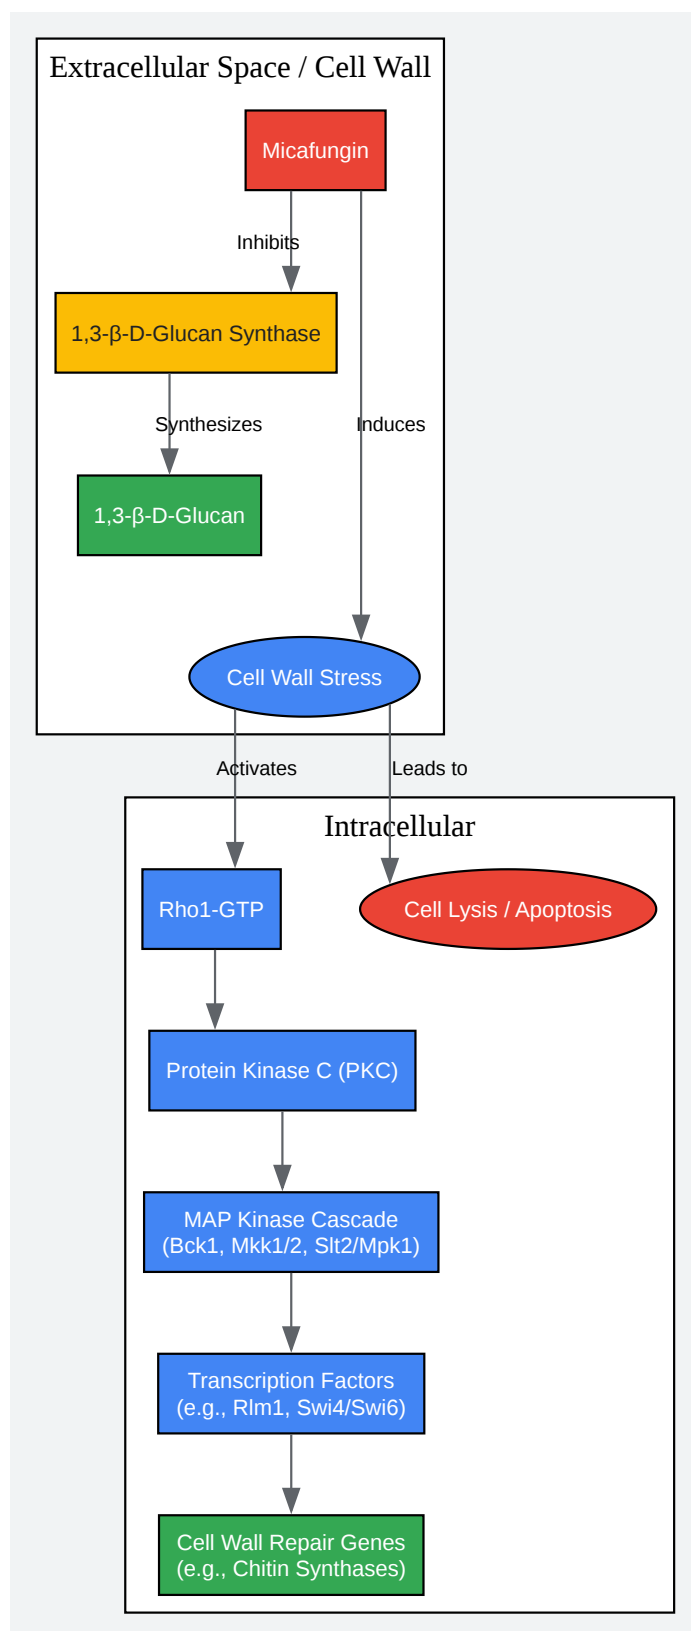 Extracellular Space / Cell Wall
Micafungin
Inhibits
1,3-β-D-Glucan Synthase
Synthesizes
Induces
1,3-β-D-Glucan
Cell Wall Stress
Activates
Leads to
Intracellular
Rho1-GTP
Cell Lysis / Apoptosis
Protein Kinase C (PKC)
MAP Kinase Cascade
(Bck1, Mkk1/2, Slt2/Mpk1)
Transcription Factors
(e.g., Rlm1, Swi4/Swi6)
Cell Wall Repair Genes
(e.g., Chitin Synthases)